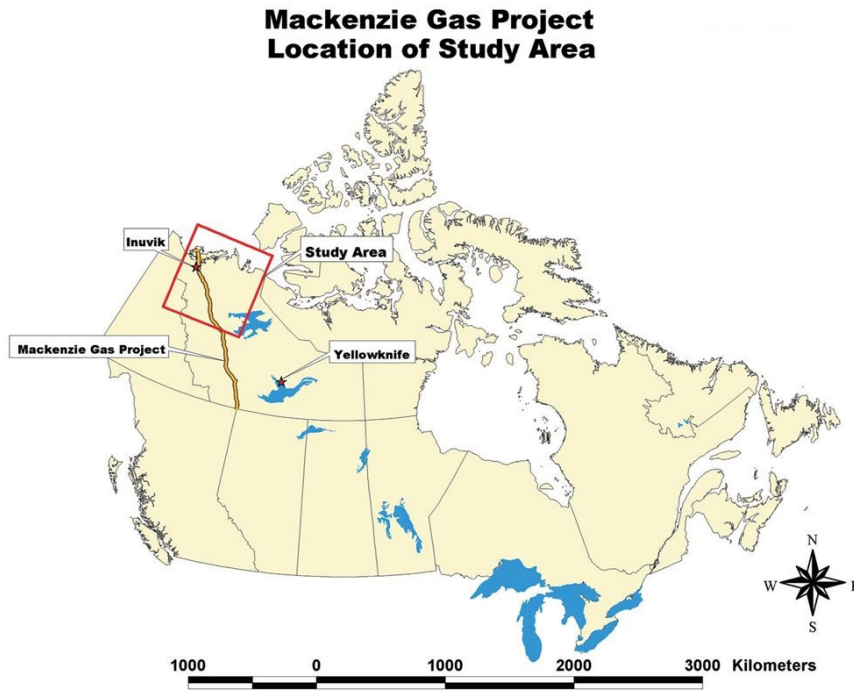 Mackenzie Gas Project
Location of Study Area
Inuvik
Study Area
Mackenzie Gas Project
Yellowknife
N
W
E
S
1000 0 1000 2000 3000 Kilometers